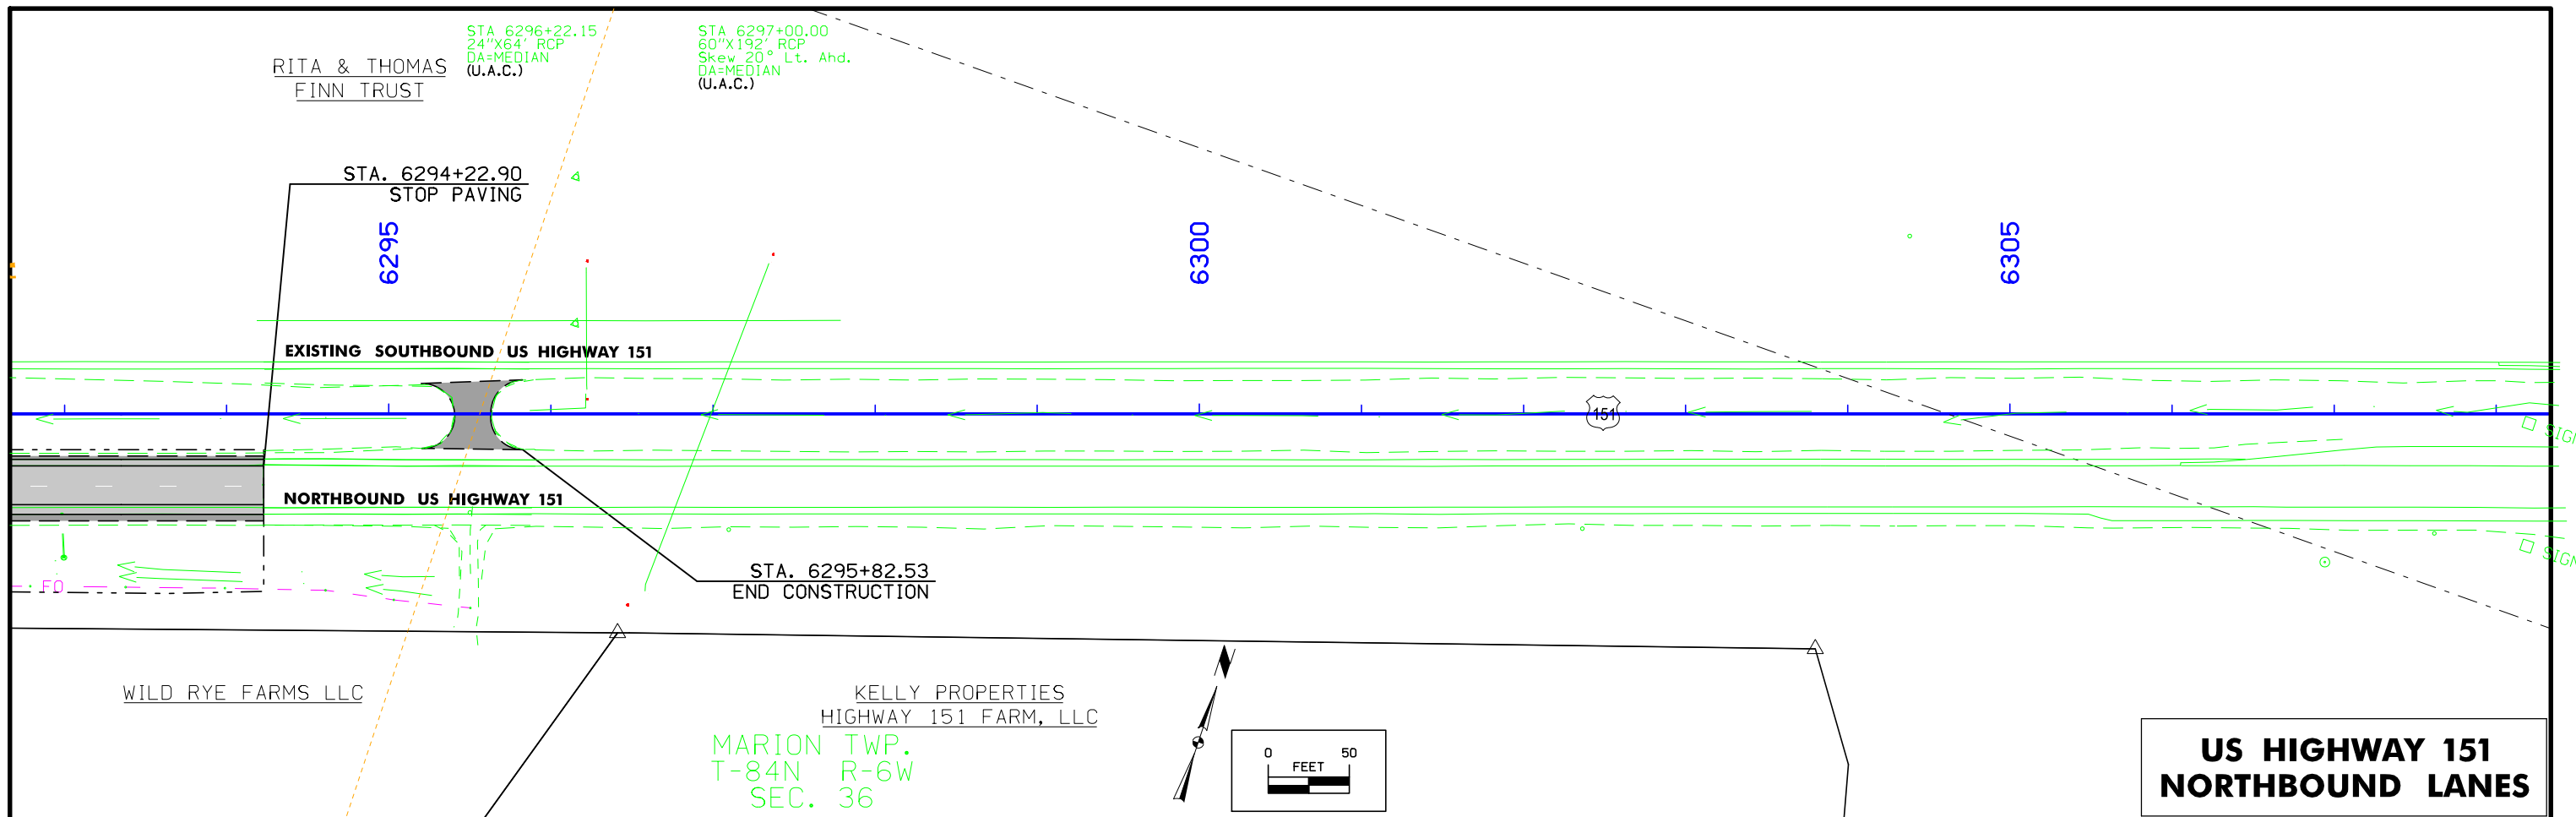 STA 6296+22.15
24"X64' RCP
DA=MEDIAN
(U.A.C.)
STA 6297+00.00
60"X192' RCP
Skew 20° Lt. Ahd.
DA=MEDIAN
(U.A.C.)
RITA & THOMAS
FINN TRUST
STA. 6294+22.90
STOP PAVING
6295
6300
6305
EXISTING SOUTHBOUND US HIGHWAY 151
151
SIGN
NORTHBOUND US HIGHWAY 151
SIGN
FO
STA. 6295+82.53
END CONSTRUCTION
WILD RYE FARMS LLC
KELLY PROPERTIES
HIGHWAY 151 FARM, LLC
MARION TWP.
T-84N R-6W
SEC. 36
0 50
FEET
US HIGHWAY 151
NORTHBOUND LANES